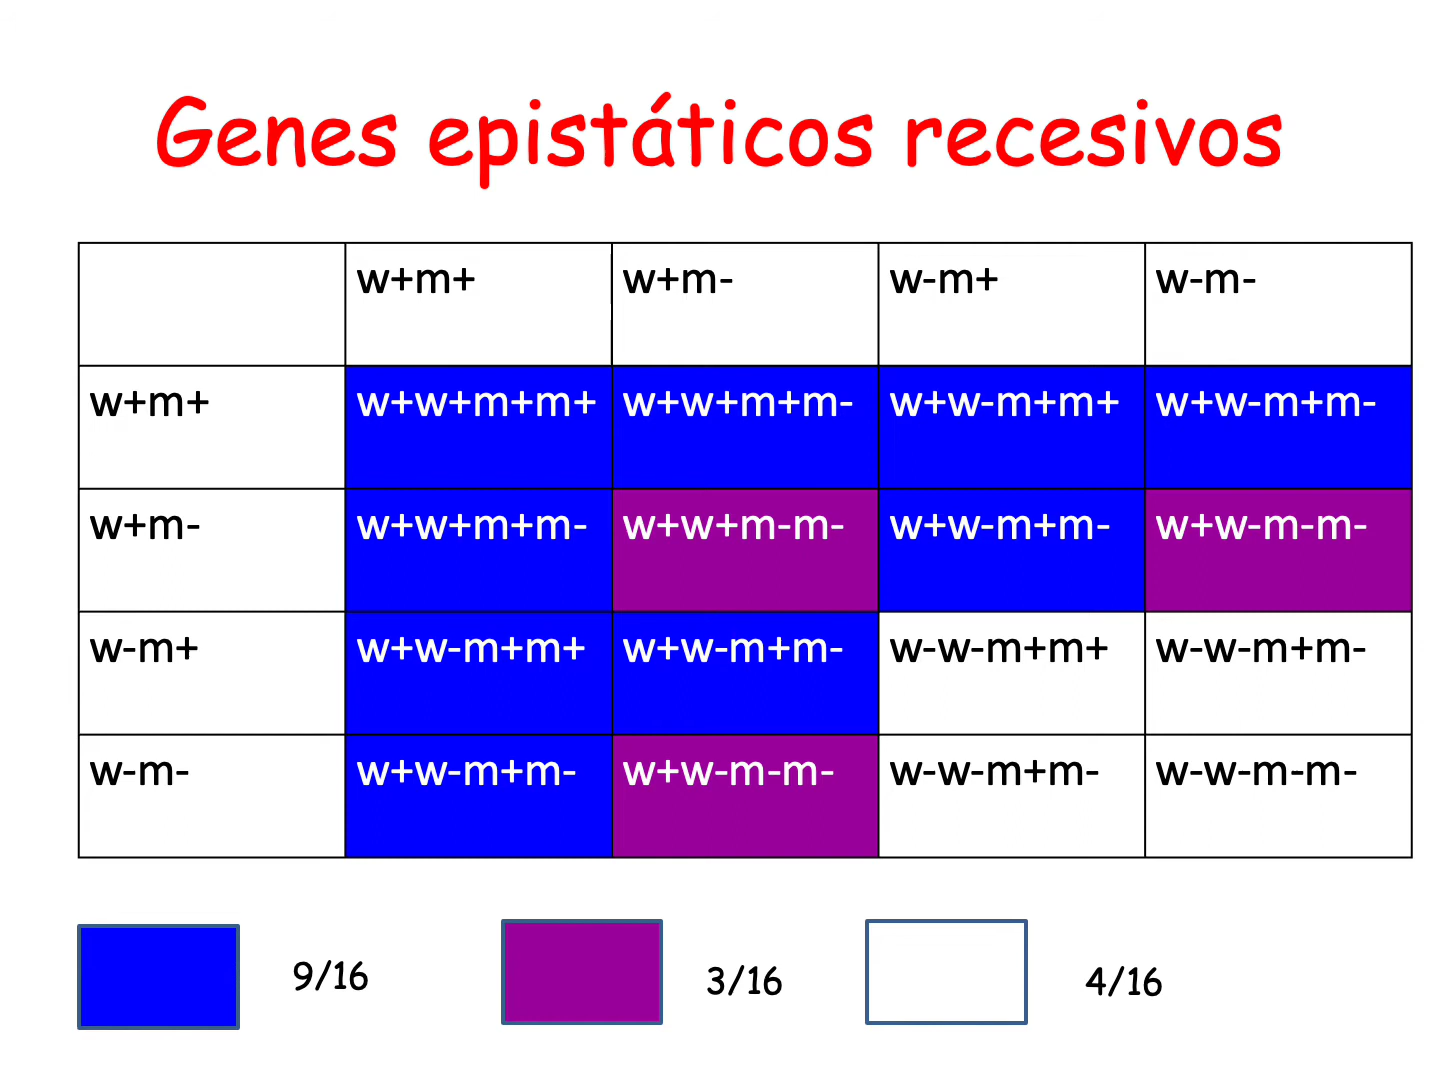 Genes epistáticos recesivos
w+m+ w+m- w-m+ w-m-
w+m+ w+w+m+m+ w+w+m+m- w+w-m+m+ w+w-m+m-
w+m- w+w+m+m- w+w+m-m- w+w-m+m- w+w-m-m-
w-m+ w+w-m+m+ w+w-m+m- w-w-m+m+ w-w-m+m-
w-m- w+w-m+m- w+w-m-m- w-w-m+m- w-w-m-m-
9/16 3/16 4/16